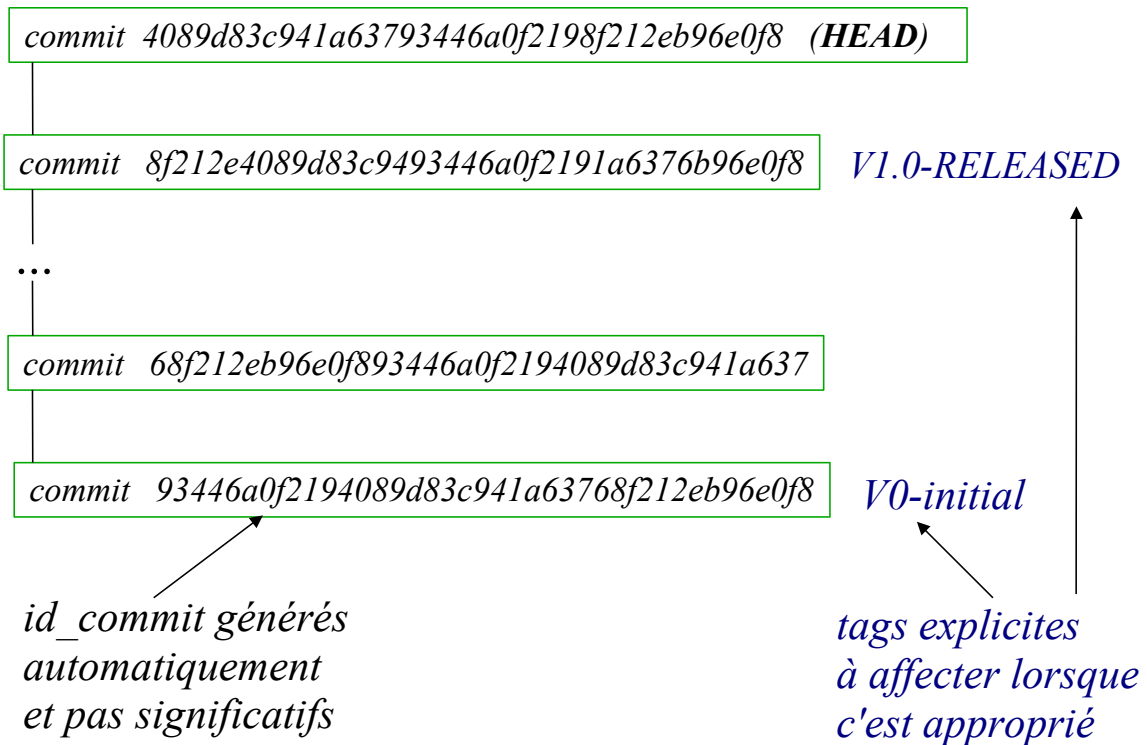 commit 4089d83c941a63793446a0f2198f212eb96e0f8 (HEAD)
commit 8f212e4089d83c9493446a0f2191a6376b96e0f8 V1.0-RELEASED
...
commit 68f212eb96e0f893446a0f2194089d83c941a637
commit 93446a0f2194089d83c941a63768f212eb96e0f8 V0-initial
id_commit générés
automatiquement
et pas significatifs
tags explicites
à affecter lorsque
c'est approprié